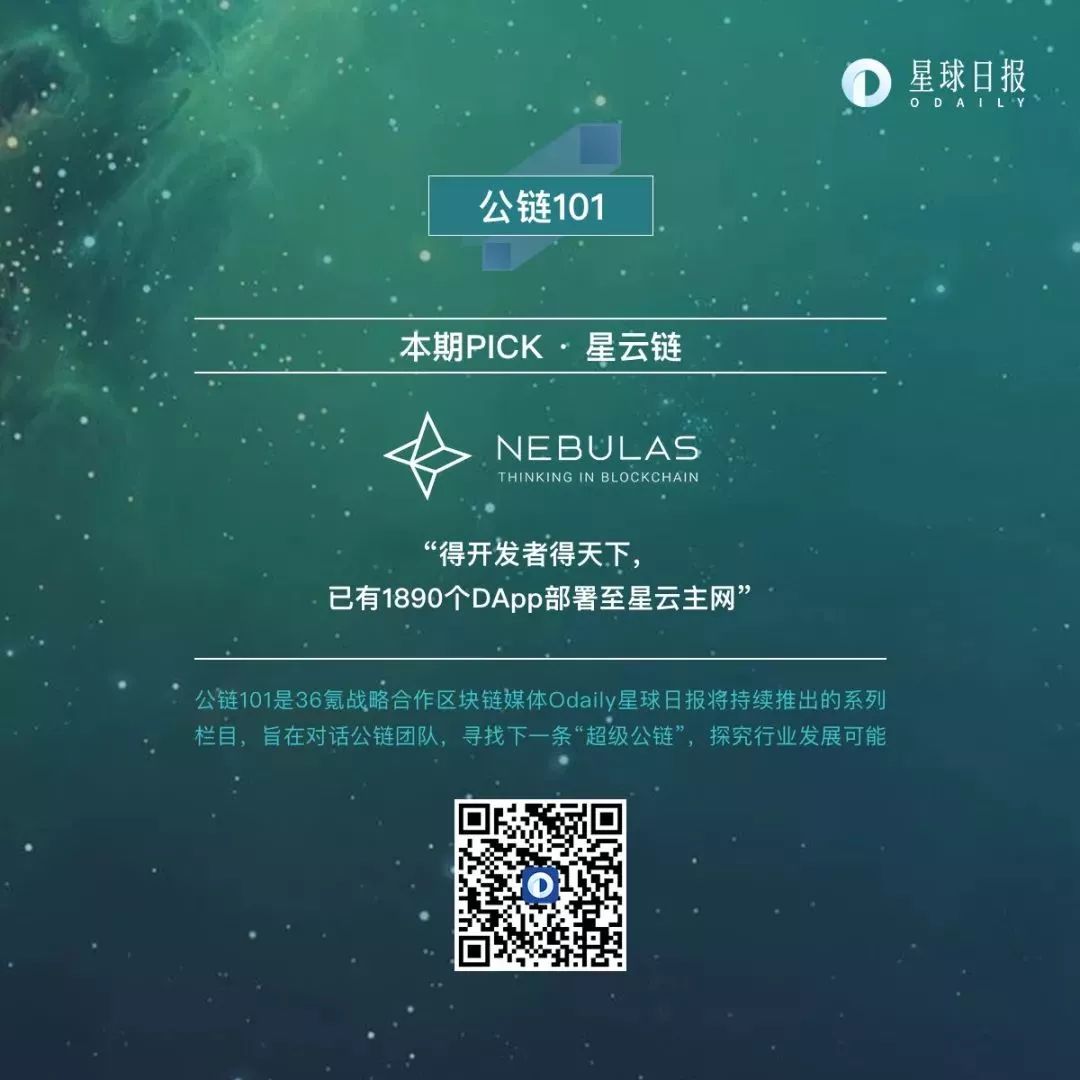 星球日报
ODAILY
公链101
本期PICK · 星云链
NEBULAS
THINKING IN BLOCKCHAIN
“得开发者得天下，
已有1890个DApp部署至星云主网”
公链101是36氪战略合作区块链媒体Odaily星球日报将持续推出的系列
栏目，旨在对话公链团队，寻找下一条“超级公链”，探究行业发展可能